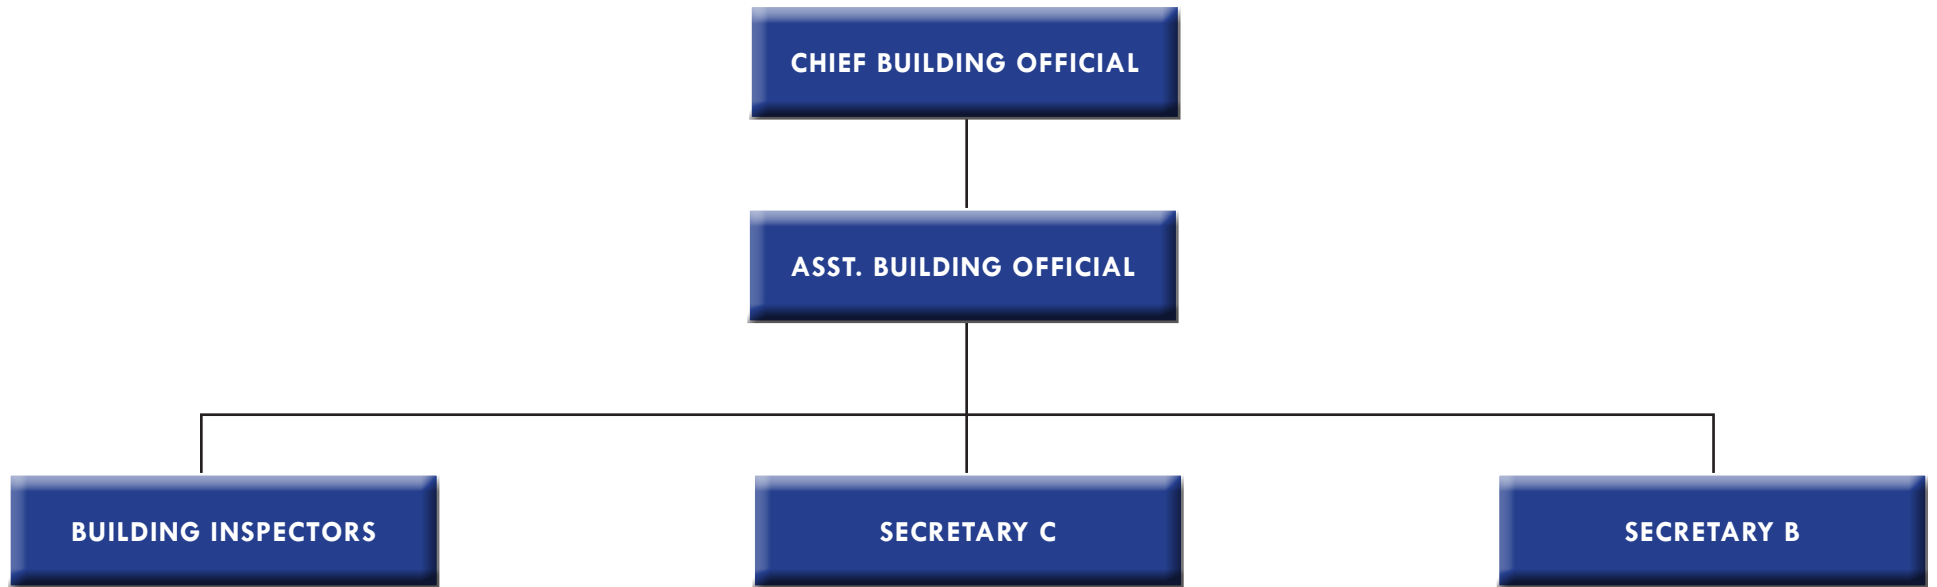 CHIEF BUILDING OFFICIAL
ASST. BUILDING OFFICIAL
BUILDING INSPECTORS
SECRETARY C
SECRETARY B